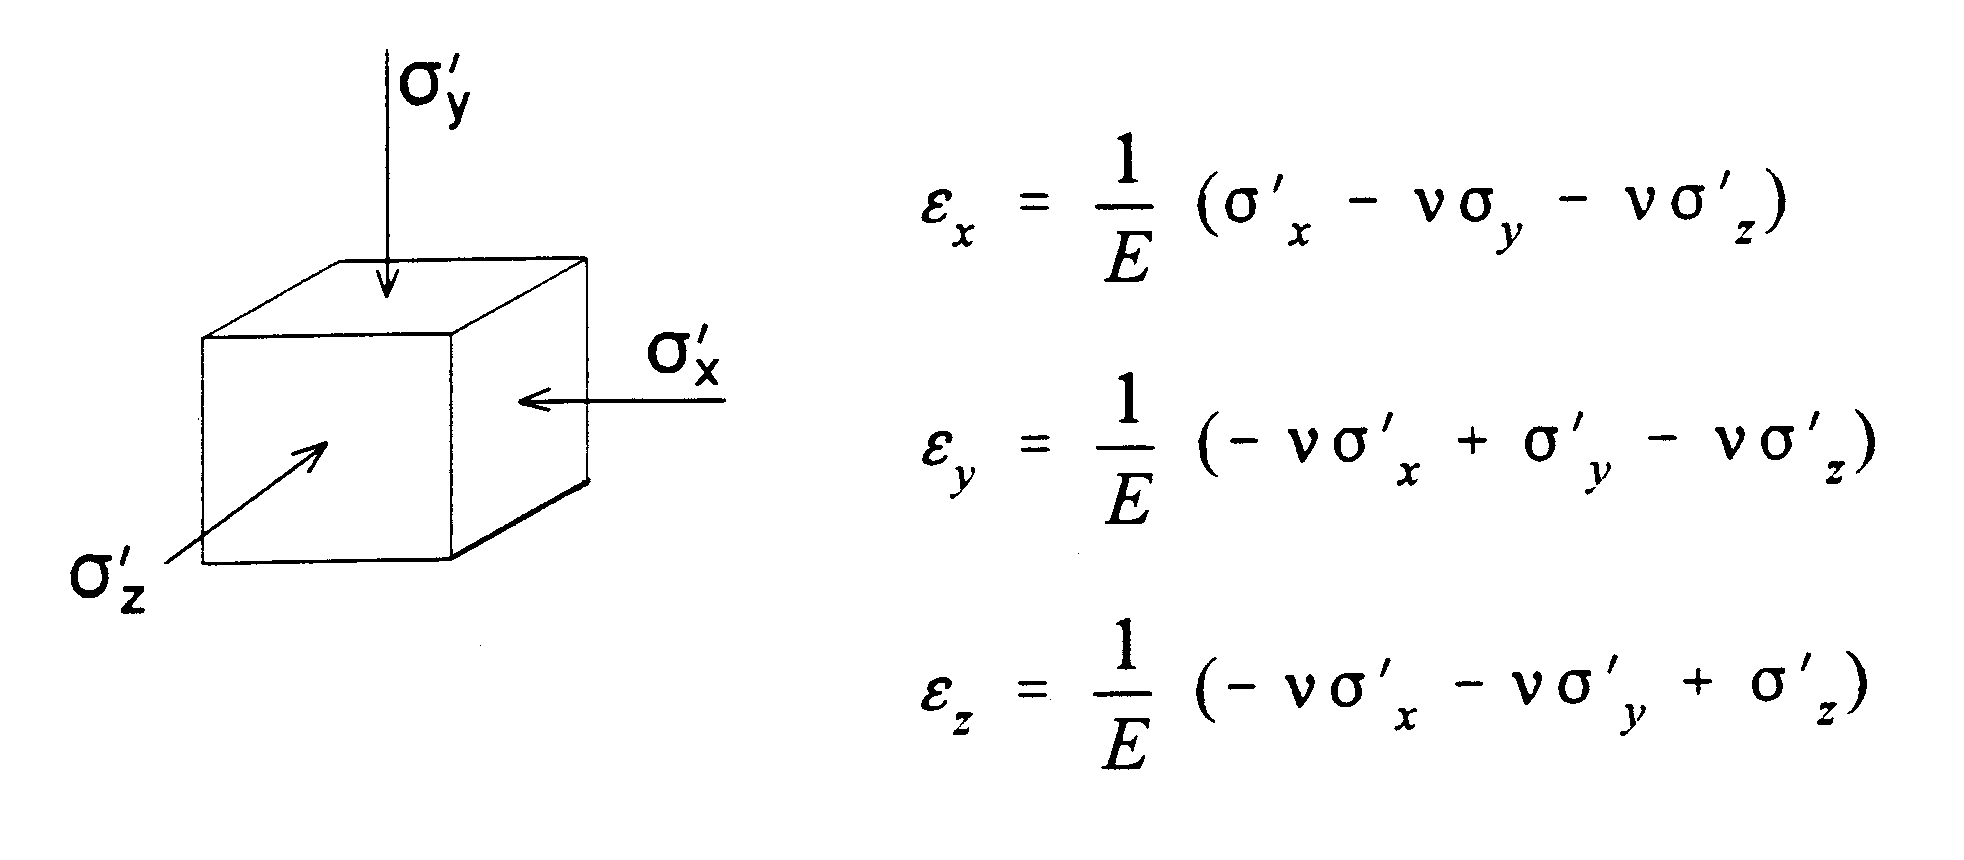 σ′y
σ′x
σ′z
εx = 1/E (σ′x − νσy − νσ′z)
εy = 1/E (− νσ′x + σ′y − νσ′z)
εz = 1/E (− νσ′x − νσ′y + σ′z)